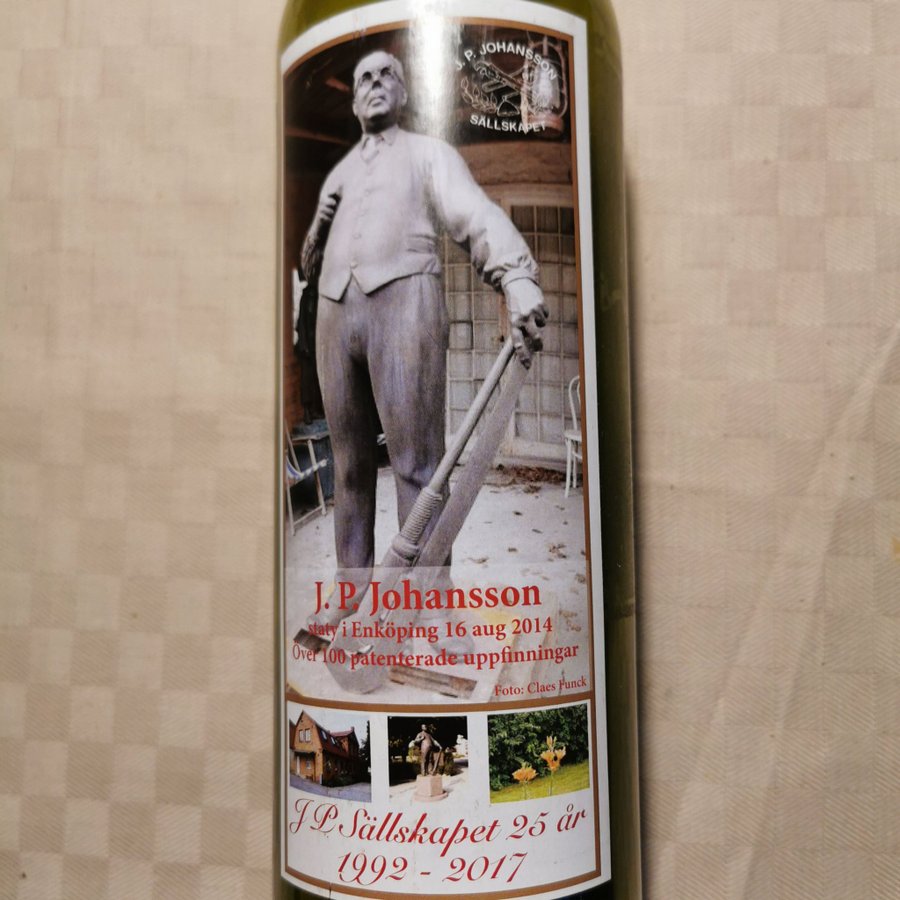 J. P. JOHANSSON
SÄLLSKAPET
J. P. Johansson
staty i Enköping 16 aug 2014
Över 100 patenterade uppfinningar
Foto: Claes Funck
J P Sällskapet 25 år
1992 - 2017